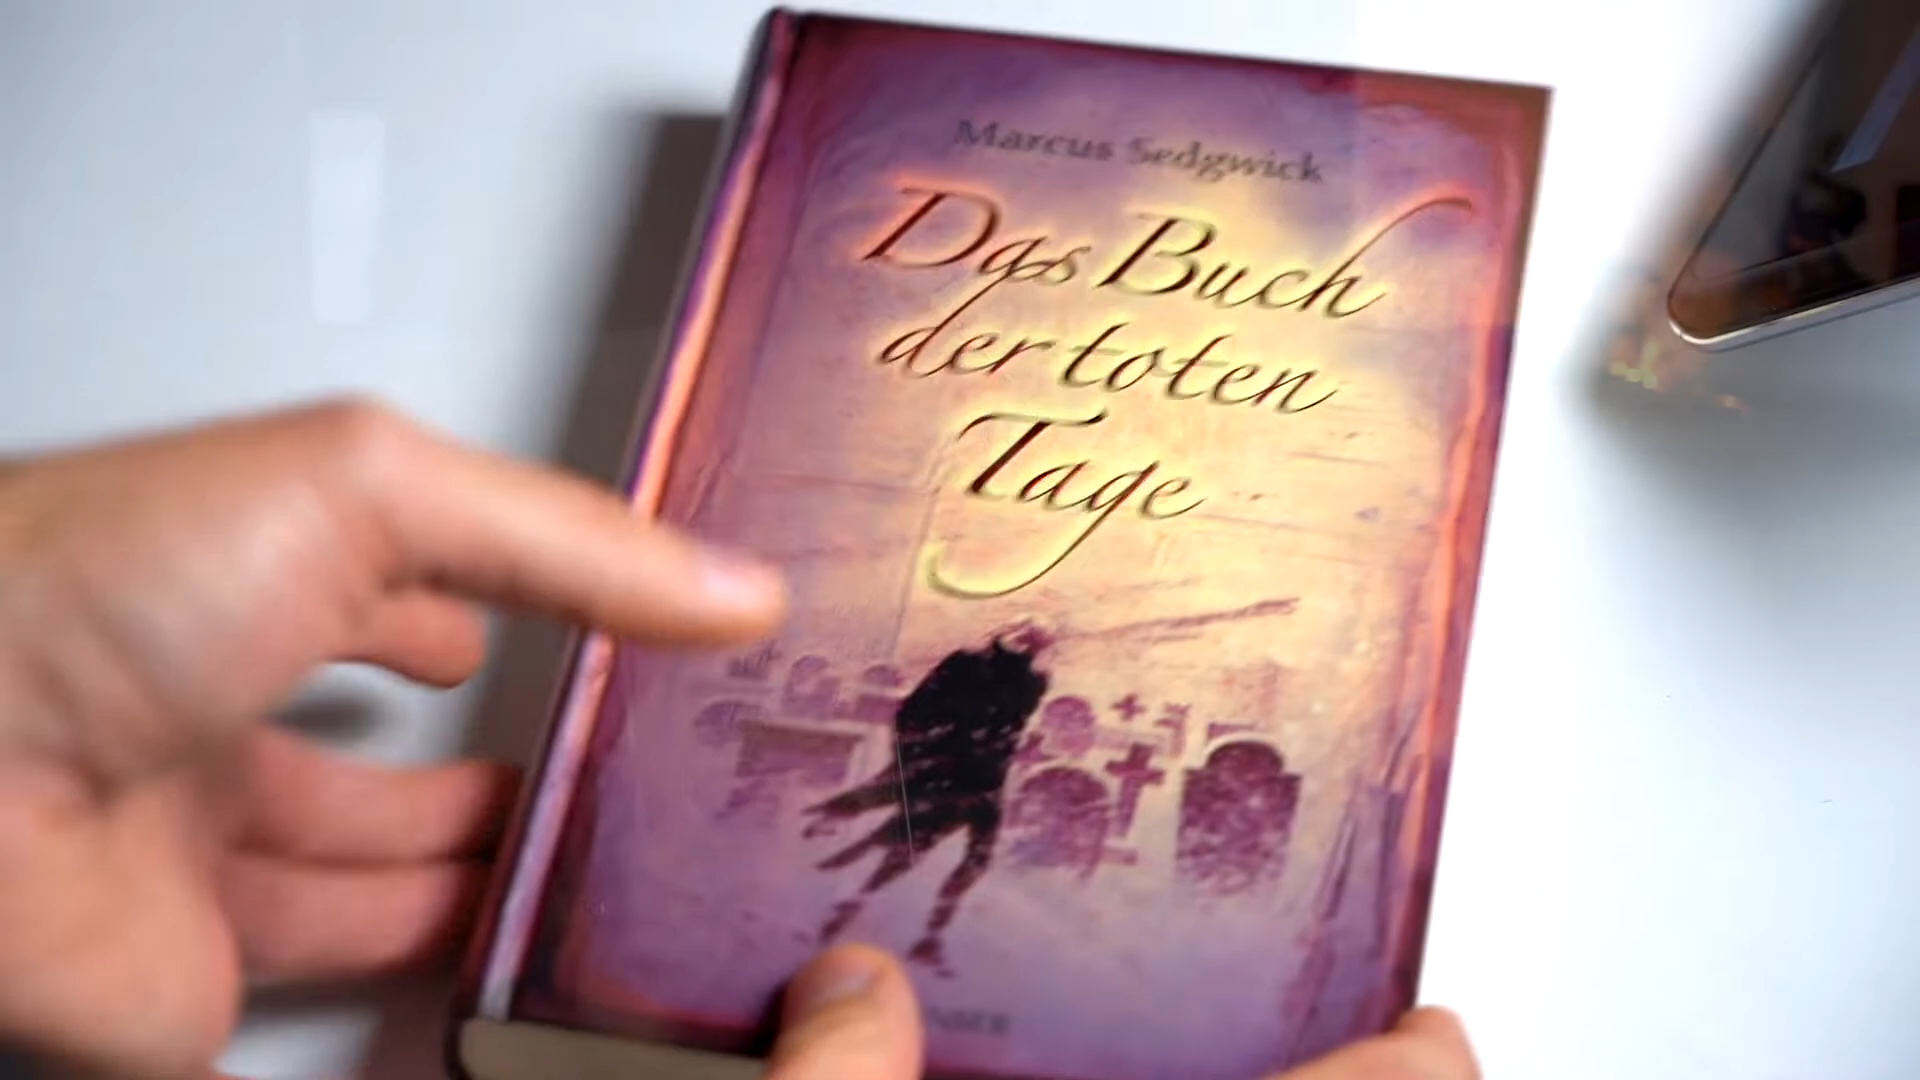 Marcus Sedgwick
Das Buch
der toten
Tage